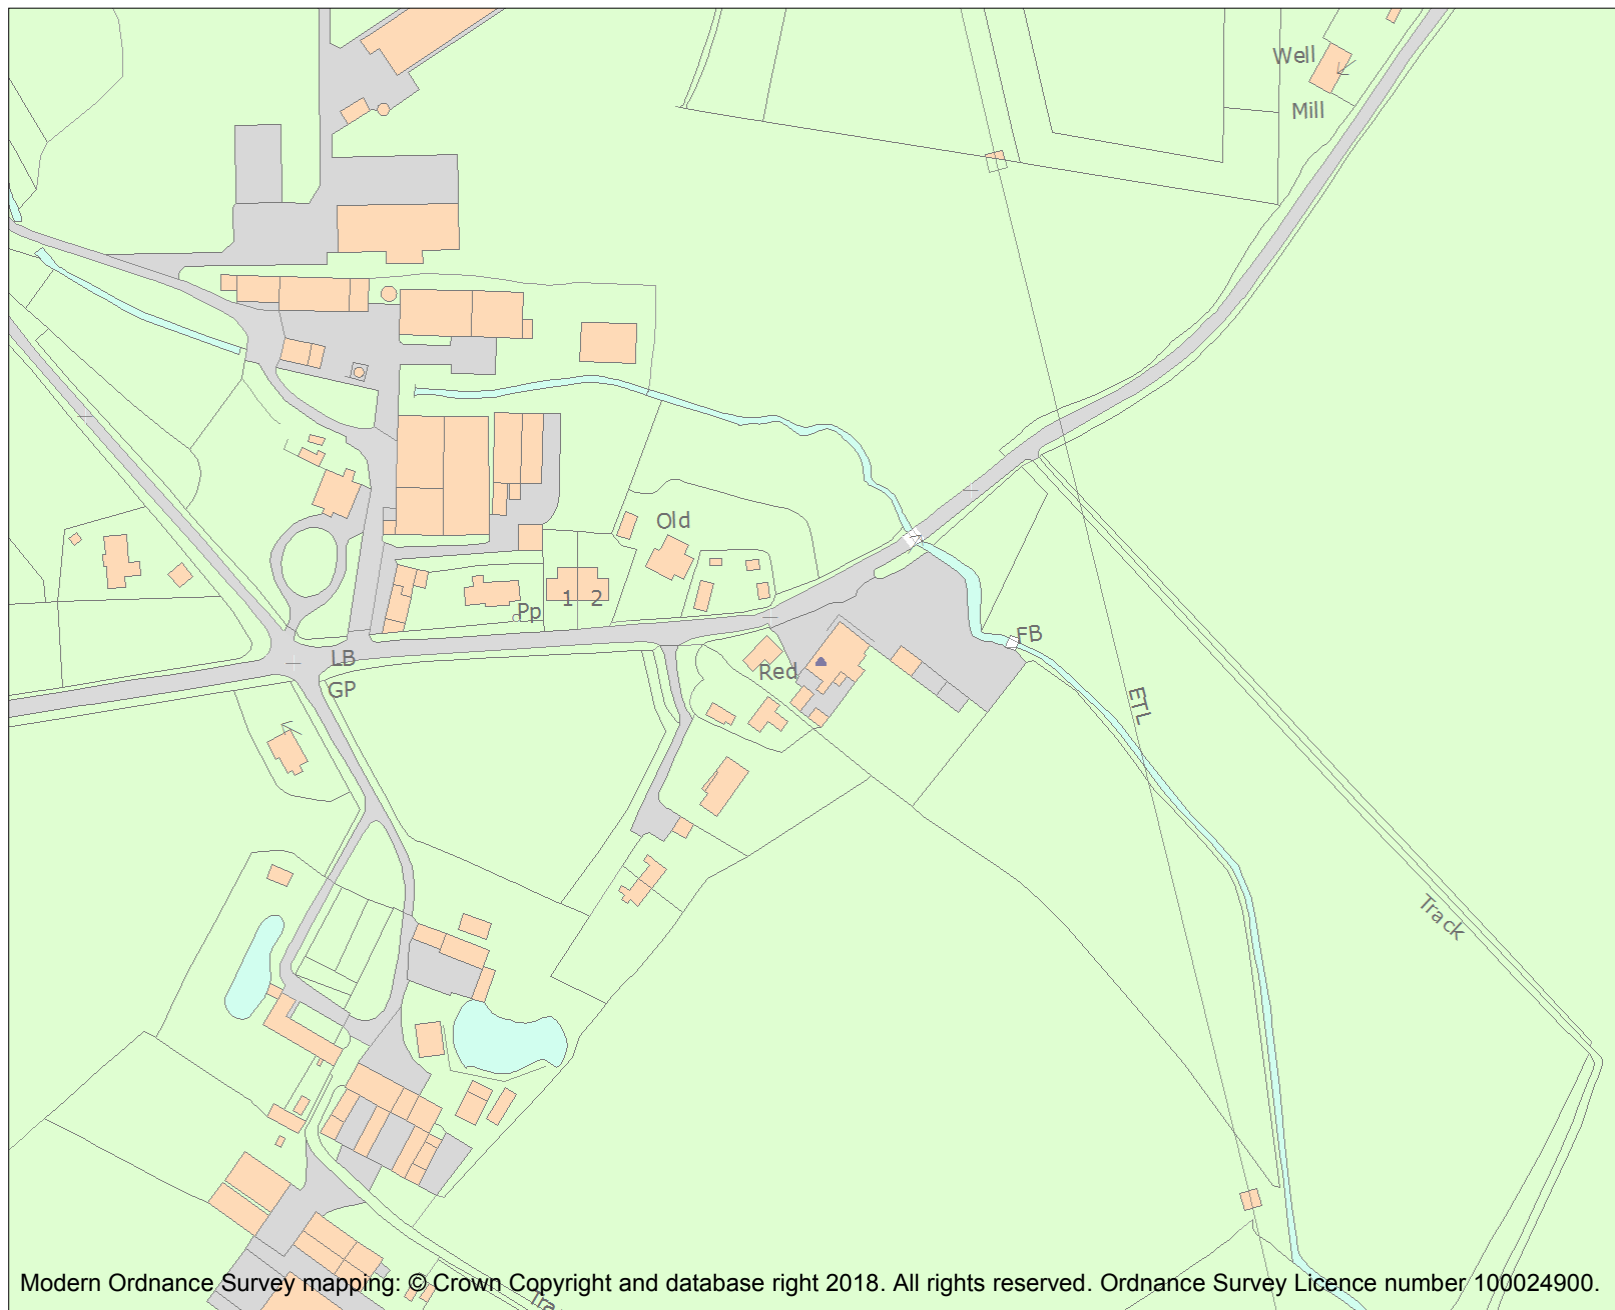 Well
Mill
Old
Pp
1
2
FB
LB
Red
GP
ETL
Track
Modern Ordnance Survey mapping: © Crown Copyright and database right 2018. All rights reserved. Ordnance Survey Licence number 100024900.